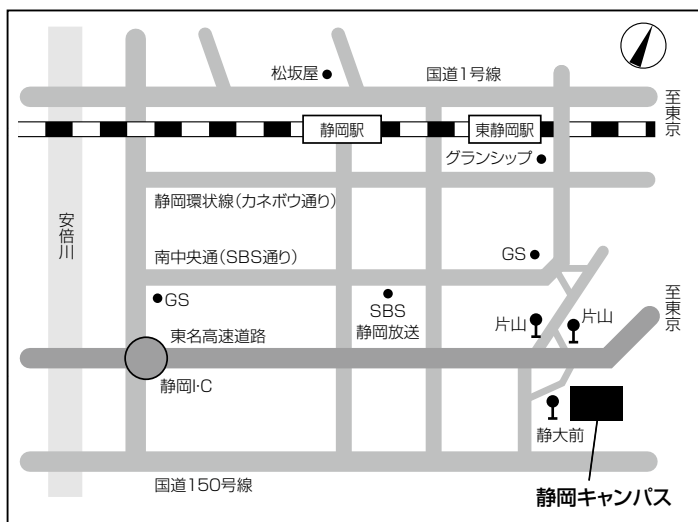 松坂屋
国道1号線
至東京
静岡駅
東静岡駅
グランシップ
静岡環状線(カネボウ通り)
安倍川
南中央通(SBS通り)
GS
GS
SBS
静岡放送
片山
片山
至東京
東名高速道路
静岡I・C
静大前
国道150号線
静岡キャンパス